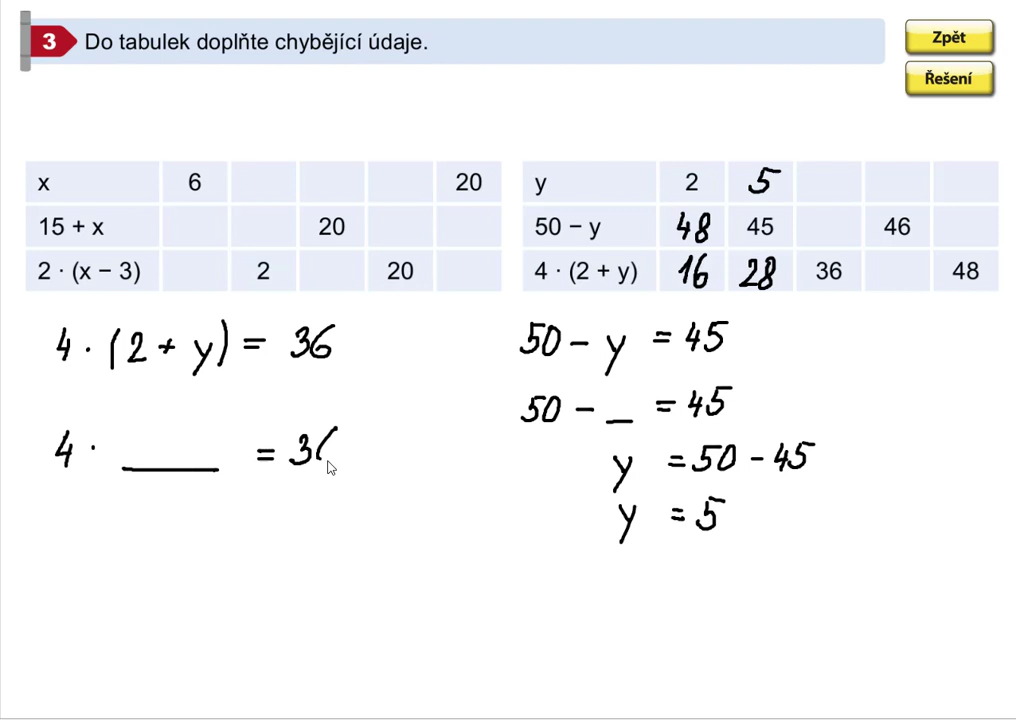 3 Do tabulek doplňte chybějící údaje.
Zpět
Řešení
x 6 20
15 + x 20
2 · (x − 3) 2 20
y 2 5
50 − y 48 45 46
4 · (2 + y) 16 28 36 48
4 · (2 + y) = 36
4 · ____ = 3(
50 − y = 45
50 − _ = 45
y = 50 − 45
y = 5